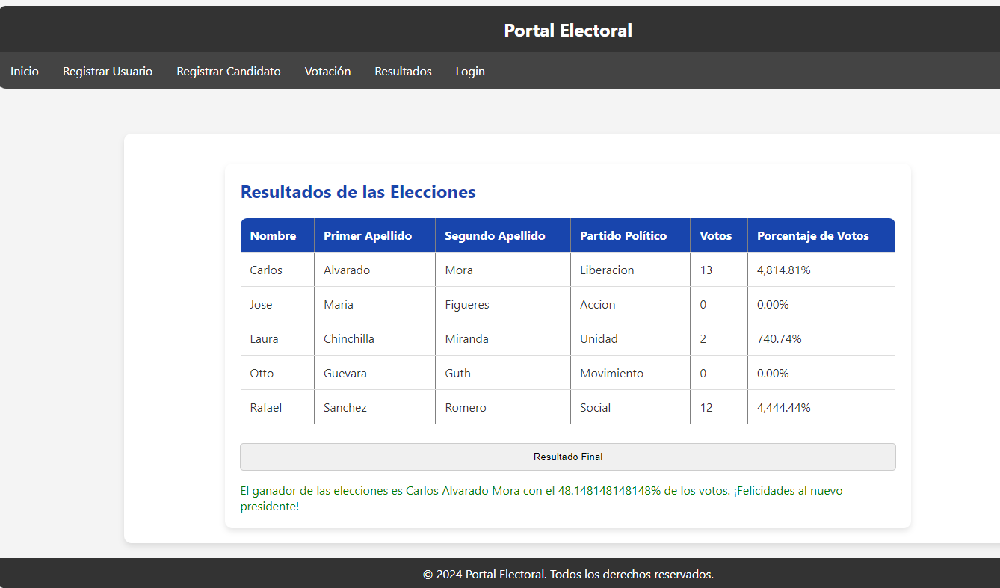 Portal Electoral
Inicio Registrar Usuario Registrar Candidato Votación Resultados Login
Resultados de las Elecciones
Nombre Primer Apellido Segundo Apellido Partido Político Votos Porcentaje de Votos
Carlos Alvarado Mora Liberacion 13 4,814.81%
Jose Maria Figueres Accion 0 0.00%
Laura Chinchilla Miranda Unidad 2 740.74%
Otto Guevara Guth Movimiento 0 0.00%
Rafael Sanchez Romero Social 12 4,444.44%
Resultado Final
El ganador de las elecciones es Carlos Alvarado Mora con el 48.148148148148% de los votos. ¡Felicidades al nuevo
presidente!
© 2024 Portal Electoral. Todos los derechos reservados.